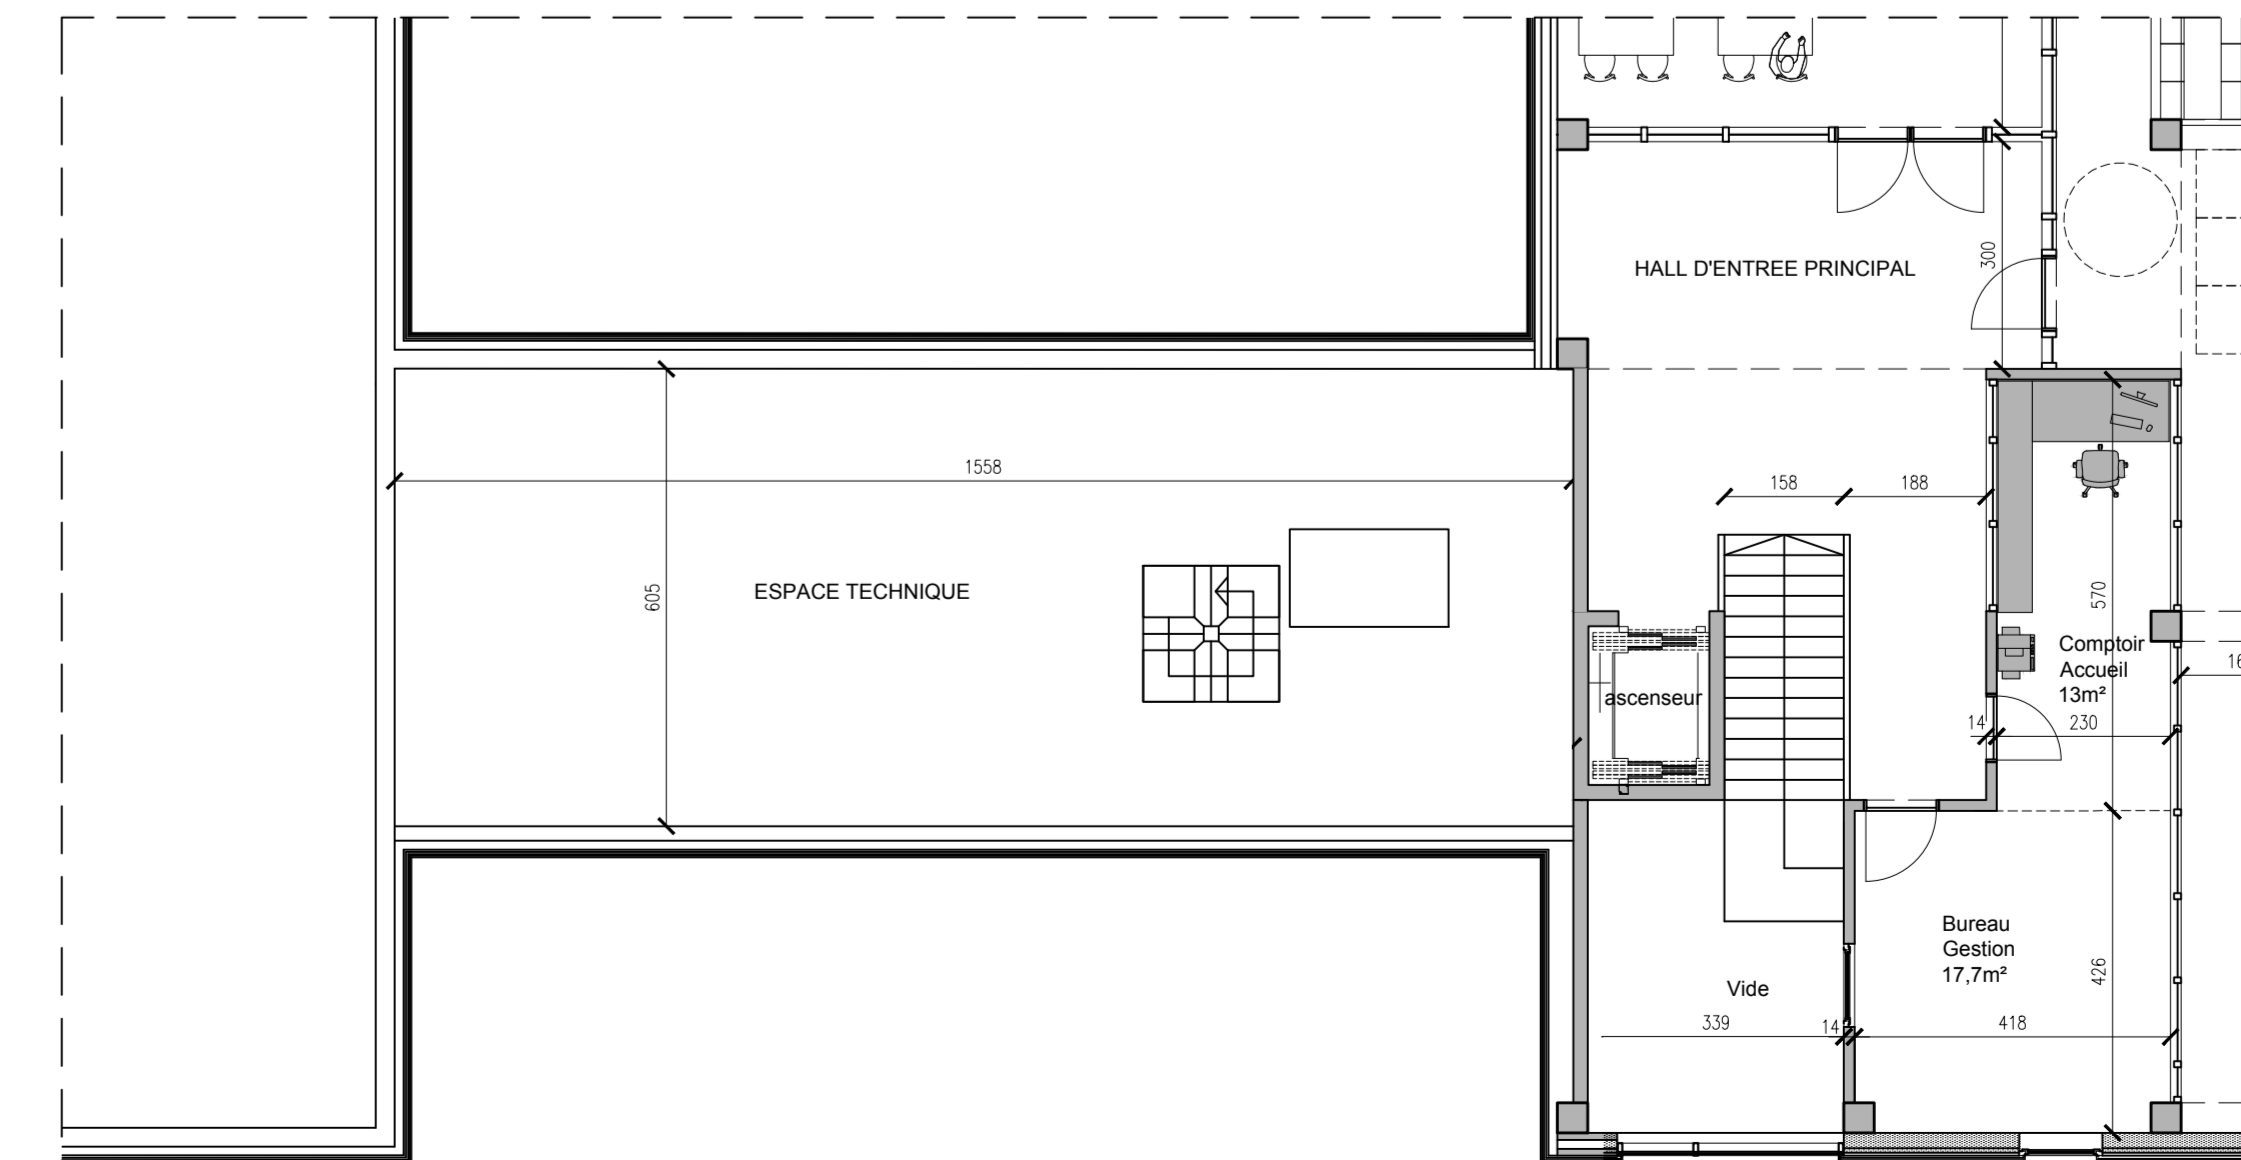 HALL D'ENTREE PRINCIPAL
300
1558
158
188
605
ESPACE TECHNIQUE
570
Comptoir
Accueil
13m²
16
ascenseur
14
230
Bureau
Gestion
17,7m²
426
Vide
339
14
418